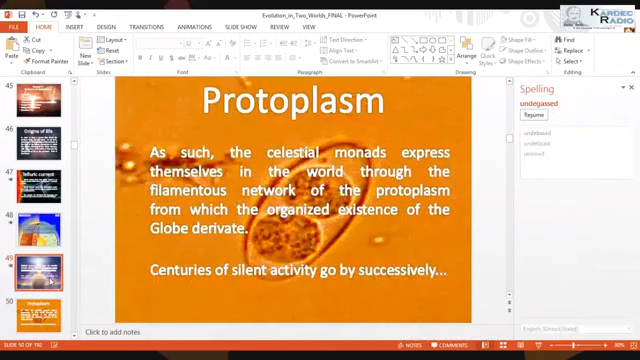 Evolution_in_Two_Worlds_FINAL - PowerPoint
KARDEC
RADIO
FILE HOME INSERT DESIGN TRANSITIONS ANIMATIONS SLIDE SHOW REVIEW VIEW
Cut
Copy
Format Painter
Paste
Clipboard
Layout
Reset
Section
Slides
Font
Text Direction
Align Text
Convert to SmartArt
Paragraph
Arrange
Quick
Styles
Shape Fill
Shape Outline
Shape Effects
Drawing
Find
Replace
Select
Editing
45
46
Origins of life
47
Telluric current
48
49
50
Protoplasm
Protoplasm
As such, the celestial monads express
themselves in the world through the
filamentous network of the protoplasm
from which the organized existence of the
Globe derivate.
Centuries of silent activity go by successively...
Click to add notes
Spelling
undegassed
Resume
English (United States)
SLIDE 50 OF 192
NOTES
COMMENTS
80%